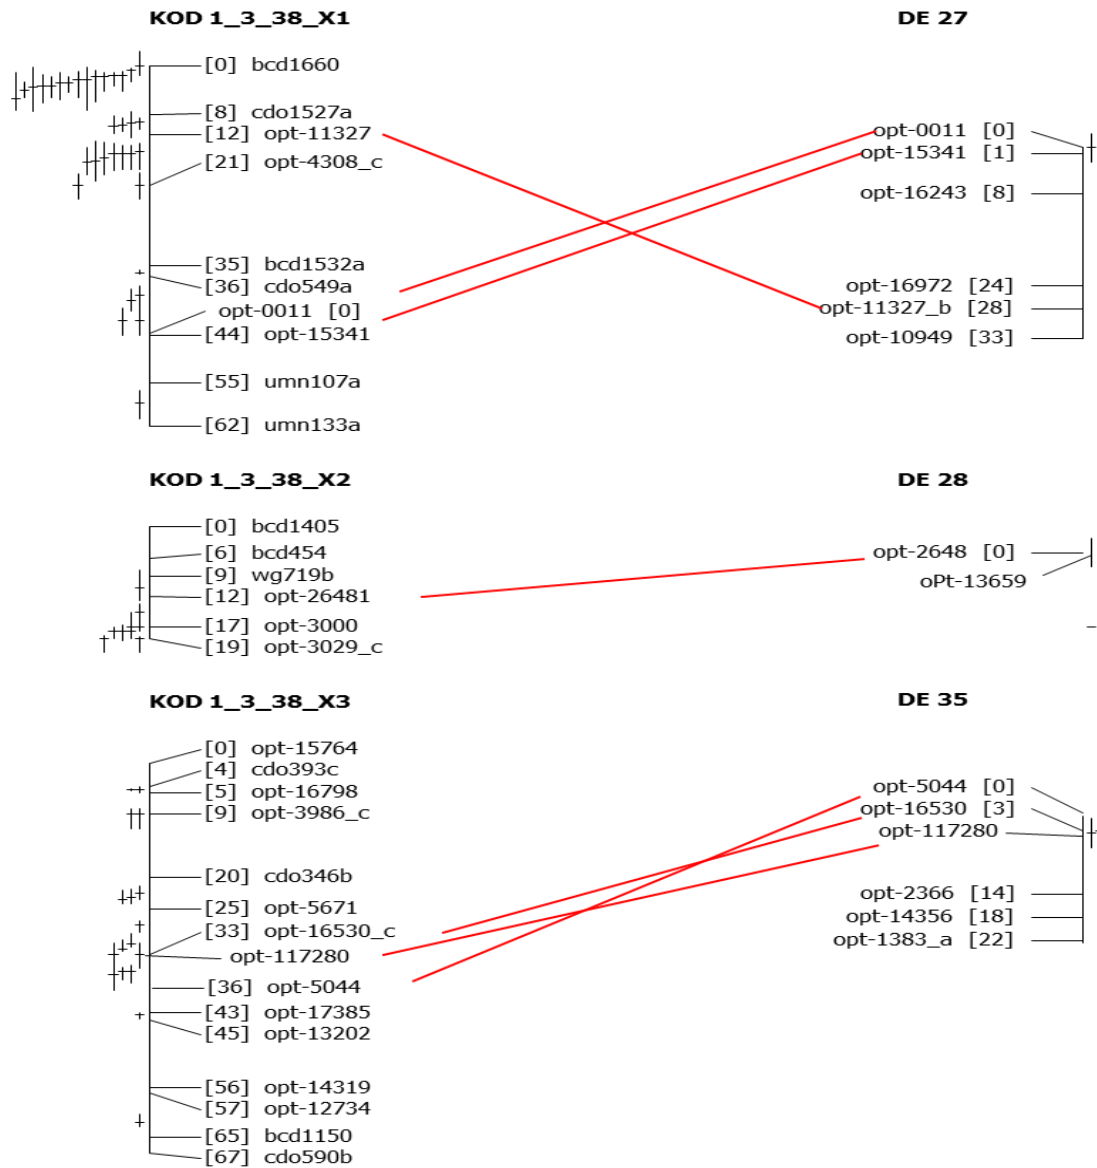 KOD 1_3_38_X1
DE 27
[0] bcd1660
[8] cdo1527a
[12] opt-11327
[21] opt-4308_c
[35] bcd1532a
[36] cdo549a
opt-0011 [0]
[44] opt-15341
[55] umn107a
[62] umn133a
opt-0011 [0]
opt-15341 [1]
opt-16243 [8]
opt-16972 [24]
opt-11327_b [28]
opt-10949 [33]
KOD 1_3_38_X2
DE 28
[0] bcd1405
[6] bcd454
[9] wg719b
[12] opt-26481
[17] opt-3000
[19] opt-3029_c
opt-2648 [0]
oPt-13659
KOD 1_3_38_X3
DE 35
[0] opt-15764
[4] cdo393c
[5] opt-16798
[9] opt-3986_c
[20] cdo346b
[25] opt-5671
[33] opt-16530_c
opt-117280
[36] opt-5044
[43] opt-17385
[45] opt-13202
[56] opt-14319
[57] opt-12734
[65] bcd1150
[67] cdo590b
opt-5044 [0]
opt-16530 [3]
opt-117280
opt-2366 [14]
opt-14356 [18]
opt-1383_a [22]